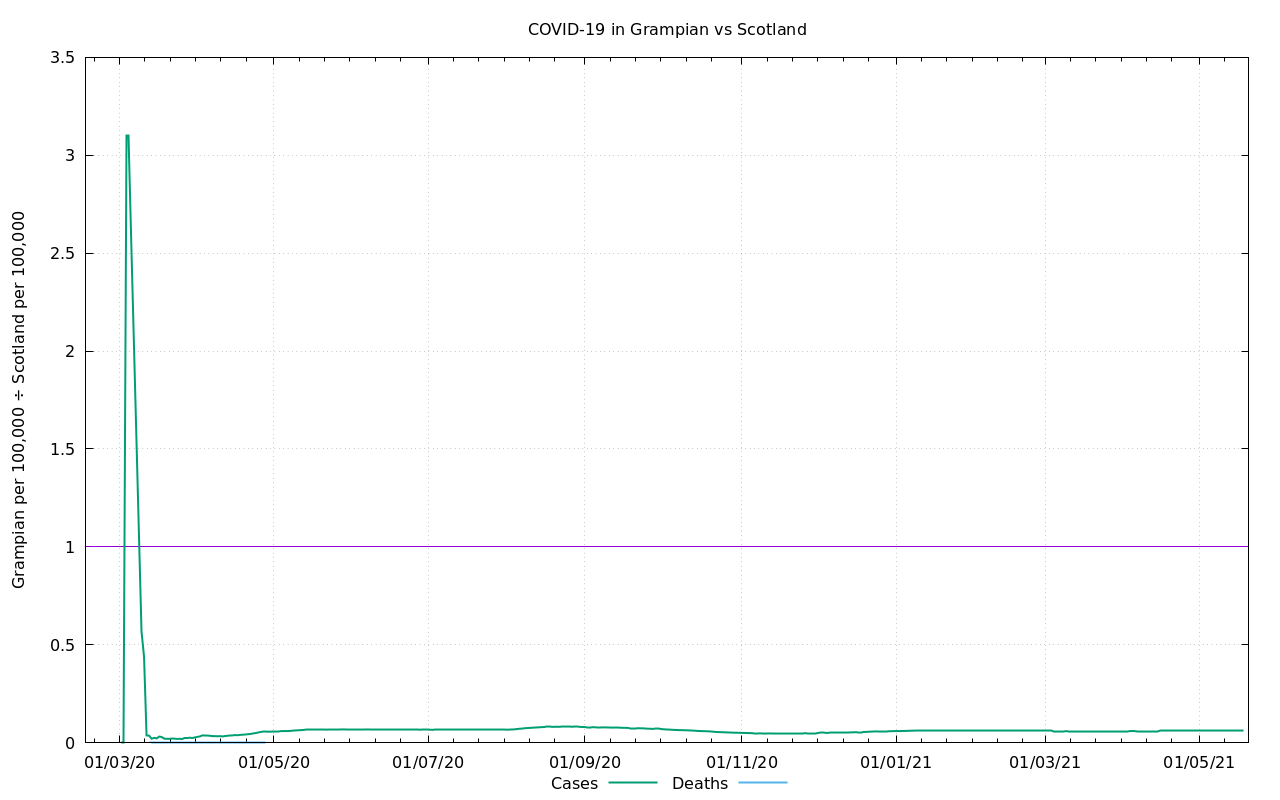 COVID-19 in Grampian vs Scotland
Grampian per 100,000 ÷ Scotland per 100,000
3.5
3
2.5
2
1.5
1
0.5
0
01/03/20 01/05/20 01/07/20 01/09/20 01/11/20 01/01/21 01/03/21 01/05/21
Cases Deaths